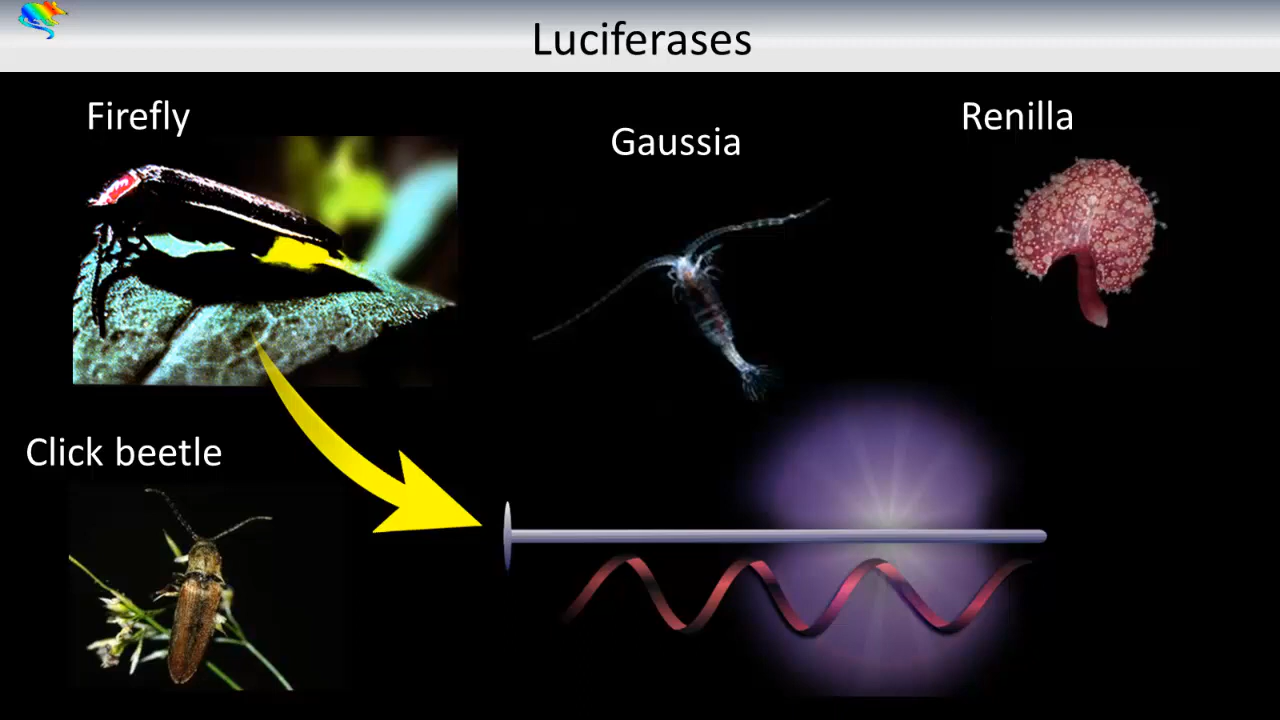 Luciferases
Firefly
Gaussia
Renilla
Click beetle